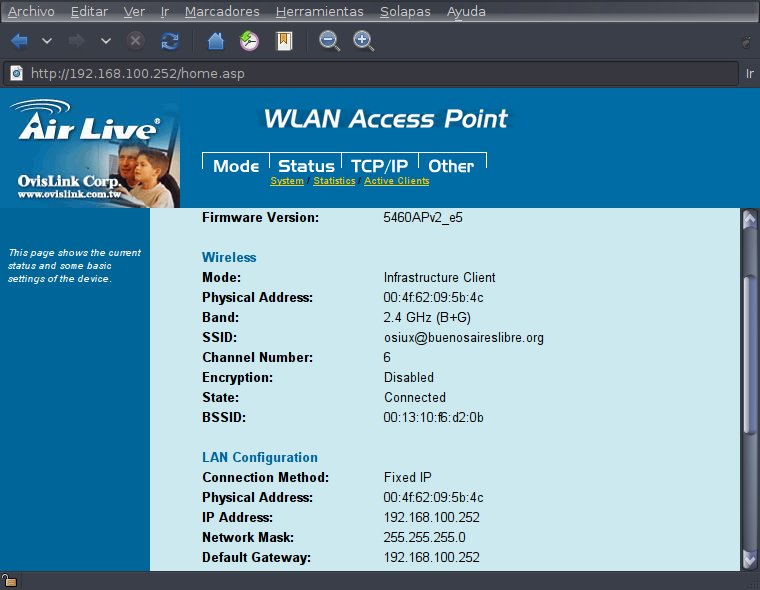 Archivo Editar Ver Ir Marcadores Herramientas Solapas Ayuda
http://192.168.100.252/home.asp Ir
Air Live®
OvisLink Corp.
www.ovislink.com.tw
WLAN Access Point
Mode Status TCP/IP Other
System / Statistics / Active Clients
This page shows the current
status and some basic
settings of the device.
Firmware Version: 5460APv2_e5
Wireless
Mode: Infrastructure Client
Physical Address: 00:4f:62:09:5b:4c
Band: 2.4 GHz (B+G)
SSID: osiux@buenosaireslibre.org
Channel Number: 6
Encryption: Disabled
State: Connected
BSSID: 00:13:10:f6:d2:0b
LAN Configuration
Connection Method: Fixed IP
Physical Address: 00:4f:62:09:5b:4c
IP Address: 192.168.100.252
Network Mask: 255.255.255.0
Default Gateway: 192.168.100.252